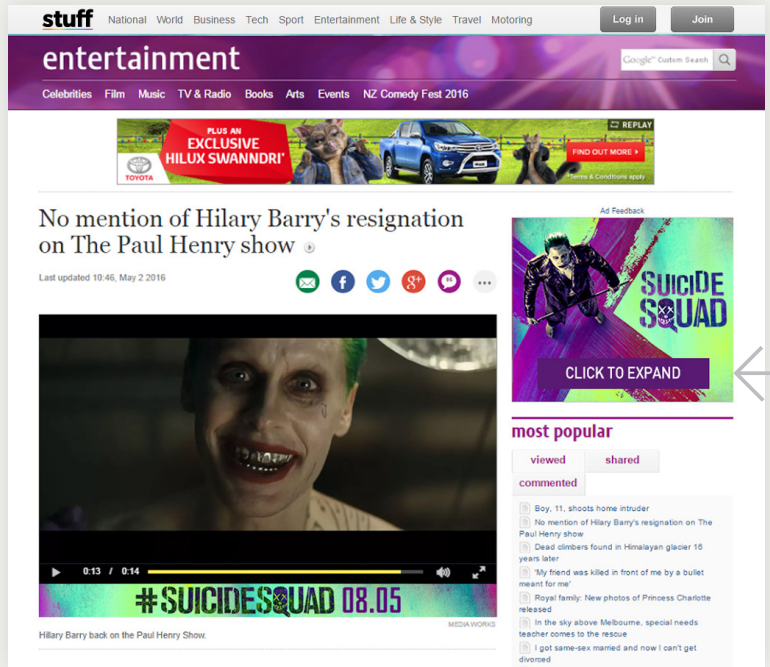 stuff National World Business Tech Sport Entertainment Life & Style Travel Motoring Log in Join
entertainment
Google™ Custom Search
Celebrities Film Music TV & Radio Books Arts Events NZ Comedy Fest 2016
PLUS AN
EXCLUSIVE
HILUX SWANNDRI*
TOYOTA
REPLAY
FIND OUT MORE
*Terms & Conditions apply
No mention of Hilary Barry's resignation
on The Paul Henry show
Last updated 10:46, May 2 2016
0:13 / 0:14
#SUICIDESQUAD 08.05
MEDIAWORKS
Hillary Barry back on the Paul Henry Show.
Ad Feedback
SUICIDE
SQUAD
CLICK TO EXPAND
most popular
viewed shared
commented
Boy, 11, shoots home intruder
No mention of Hilary Barry's resignation on The
Paul Henry show
Dead climbers found in Himalayan glacier 16
years later
'My friend was killed in front of me by a bullet
meant for me'
Royal family: New photos of Princess Charlotte
released
In the sky above Melbourne, special needs
teacher comes to the rescue
I got same-sex married and now I can't get
divorced